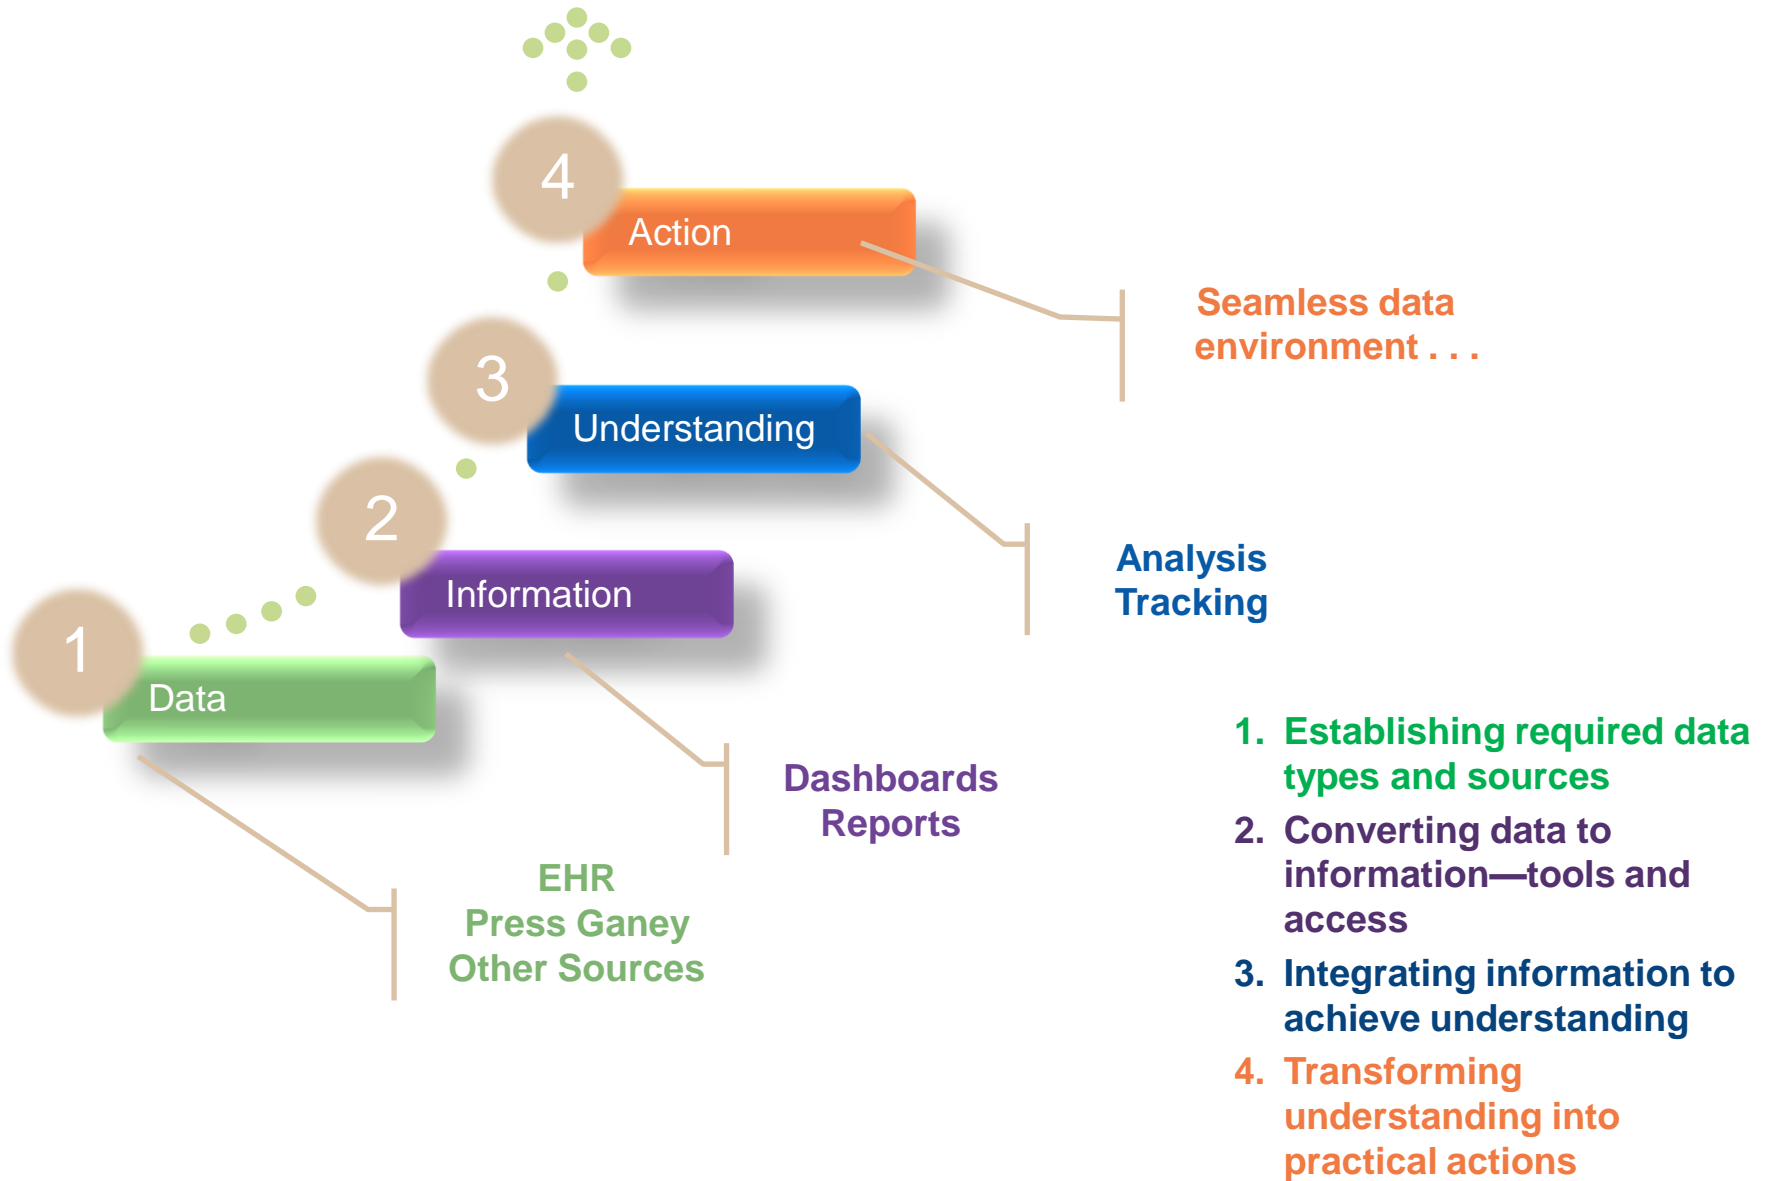 4
Action
Seamless data
environment . . .
3
Understanding
Analysis
Tracking
2
Information
Dashboards
Reports
1
Data
EHR
Press Ganey
Other Sources
1. Establishing required data
types and sources
2. Converting data to
information—tools and
access
3. Integrating information to
achieve understanding
4. Transforming
understanding into
practical actions